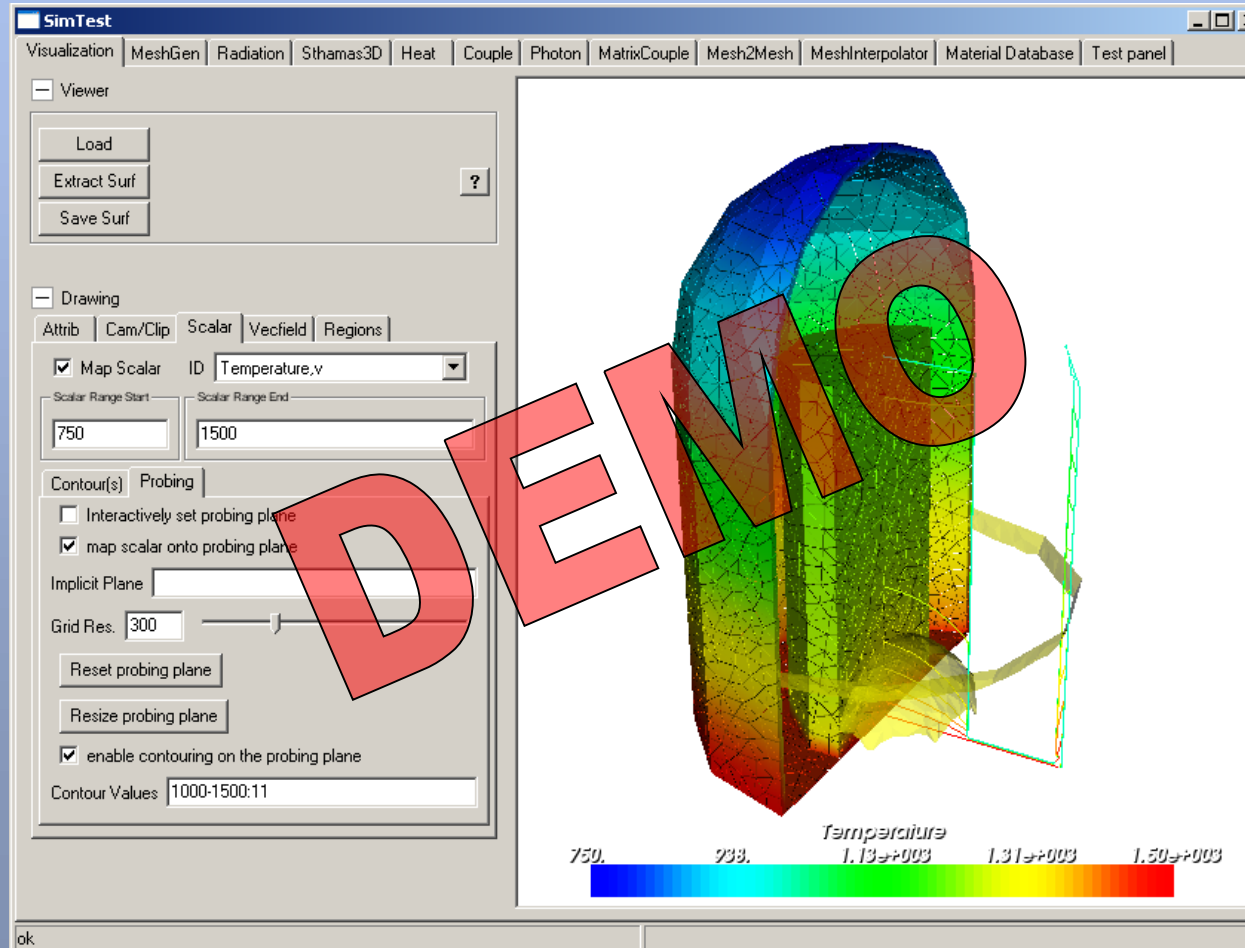 SimTest
Visualization MeshGen Radiation Sthamas3D Heat Couple Photon MatrixCouple Mesh2Mesh MeshInterpolator Material Database Test panel
Viewer
Load
Extract Surf
?
Save Surf
Drawing
Attrib Cam/Clip Scalar Vecfield Regions
Map Scalar ID Temperature,v
Scalar Range Start Scalar Range End
750 1500
Contour(s) Probing
Interactively set probing plane
map scalar onto probing plane
Implicit Plane
Grid Res. 300
Reset probing plane
Resize probing plane
enable contouring on the probing plane
Contour Values 1000-1500:11
DEMO
Temperature
750. 938. 1.13e+003 1.31e+003 1.50e+003
ok